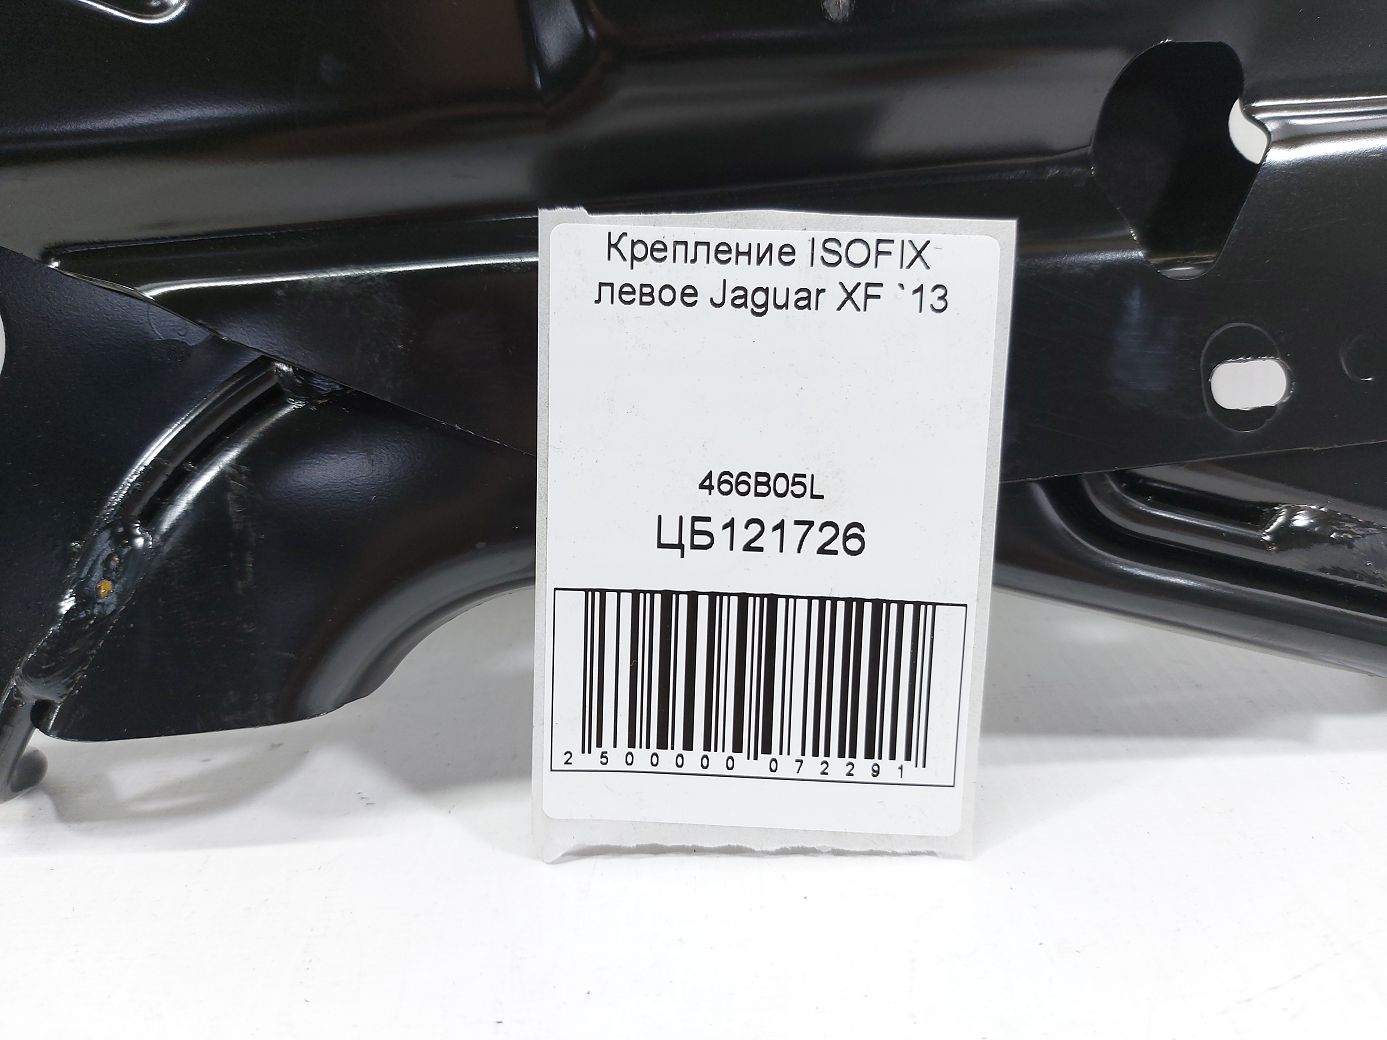 Крепление ISOFIX
левое Jaguar XF `13
466B05L
ЦБ121726
2 500000 072291